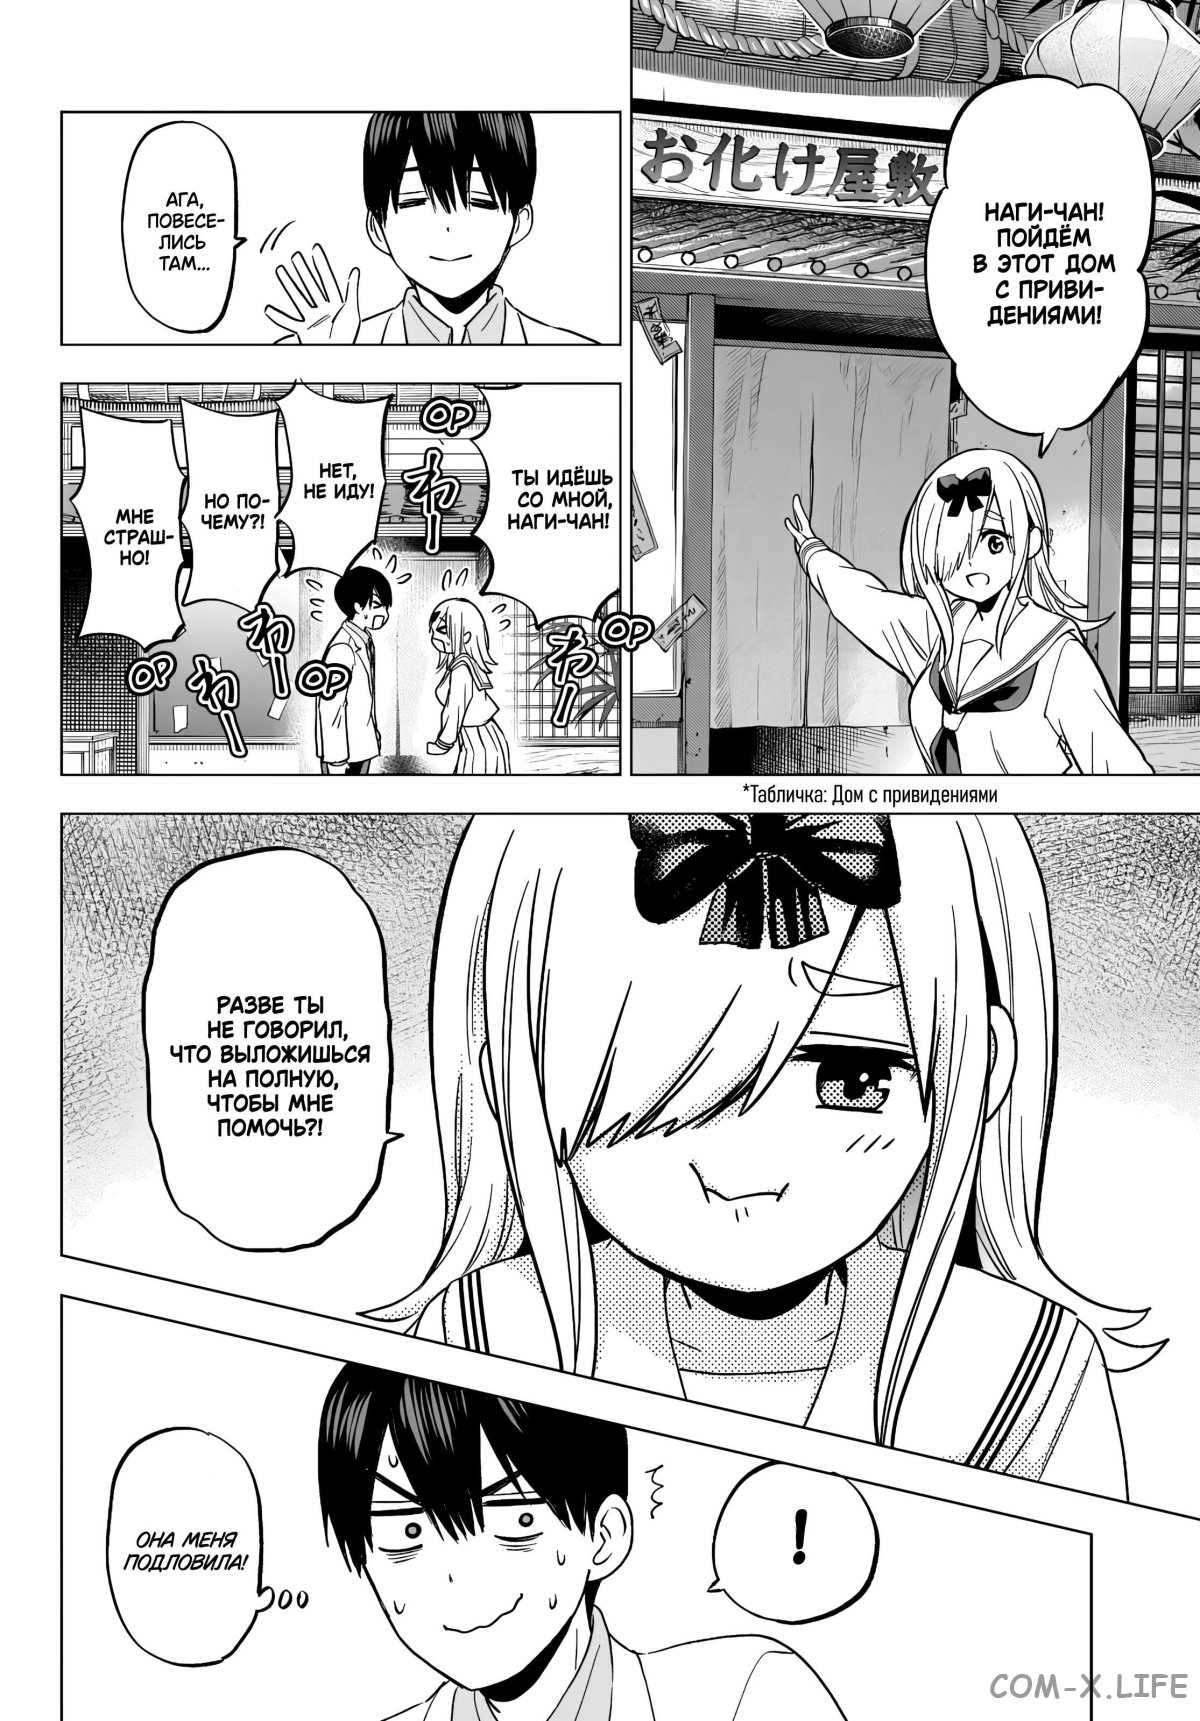 お化け屋敷
НАГИ-ЧАН!
ПОЙДЁМ
В ЭТОТ ДОМ
С ПРИВИ-
ДЕНИЯМИ!
*Табличка: Дом с привидениями
АГА,
ПОВЕСЕ-
ЛИСЬ
ТАМ...
ТЫ ИДЁШЬ
СО МНОЙ,
НАГИ-ЧАН!
ОР
わー
ОР
わー
НЕТ,
НЕ ИДУ!
НО ПО-
ЧЕМУ?!
МНЕ
СТРАШ-
НО!
わー
ОР
わー
ОР
РАЗВЕ ТЫ
НЕ ГОВОРИЛ,
ЧТО ВЫЛОЖИШЬСЯ
НА ПОЛНУЮ,
ЧТОБЫ МНЕ
ПОМОЧЬ?!
!
ОНА МЕНЯ
ПОДЛОВИЛА!
COM-X.LIFE